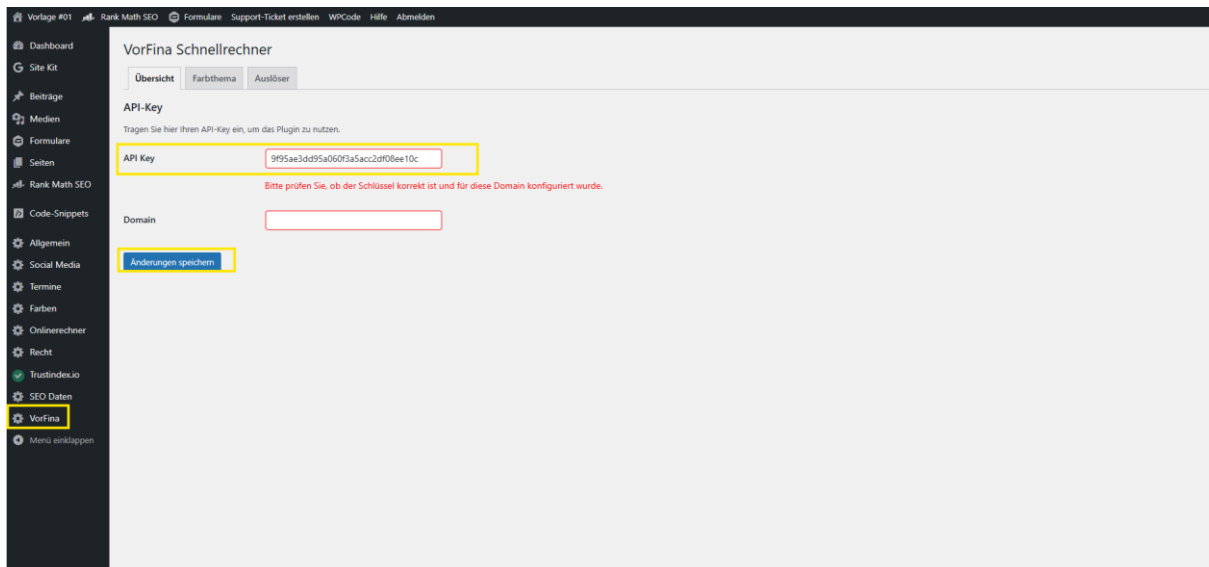 Vorlage #01 Rank Math SEO Formulare Support-Ticket erstellen WPCode Hilfe Abmelden
Dashboard
Site Kit
Beiträge
Medien
Formulare
Seiten
Rank Math SEO
Code-Snippets
Allgemein
Social Media
Termine
Farben
Onlinerechner
Recht
Trustindex.io
SEO Daten
VorFina
Menü einklappen
VorFina Schnellrechner
Übersicht Farbthema Auslöser
API-Key
Tragen Sie hier Ihren API-Key ein, um das Plugin zu nutzen.
API Key 9f95ae3dd95a060f3a5acc2df08ee10c
Bitte prüfen Sie, ob der Schlüssel korrekt ist und für diese Domain konfiguriert wurde.
Domain
Änderungen speichern